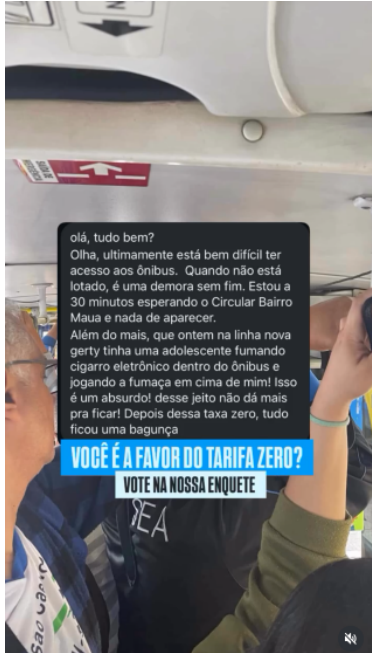 olá, tudo bem?
Olha, ultimamente está bem difícil ter
acesso aos ônibus.  Quando não está
lotado, é uma demora sem fim. Estou a
30 minutos esperando o Circular Bairro
Maua e nada de aparecer.
Além do mais, que ontem na linha nova
gerty tinha uma adolescente fumando
cigarro eletrônico dentro do ônibus e
jogando a fumaça em cima de mim! Isso
é um absurdo! desse jeito não dá mais
pra ficar! Depois dessa taxa zero, tudo
ficou uma bagunça
VOCÊ É A FAVOR DO TARIFA ZERO?
VOTE NA NOSSA ENQUETE